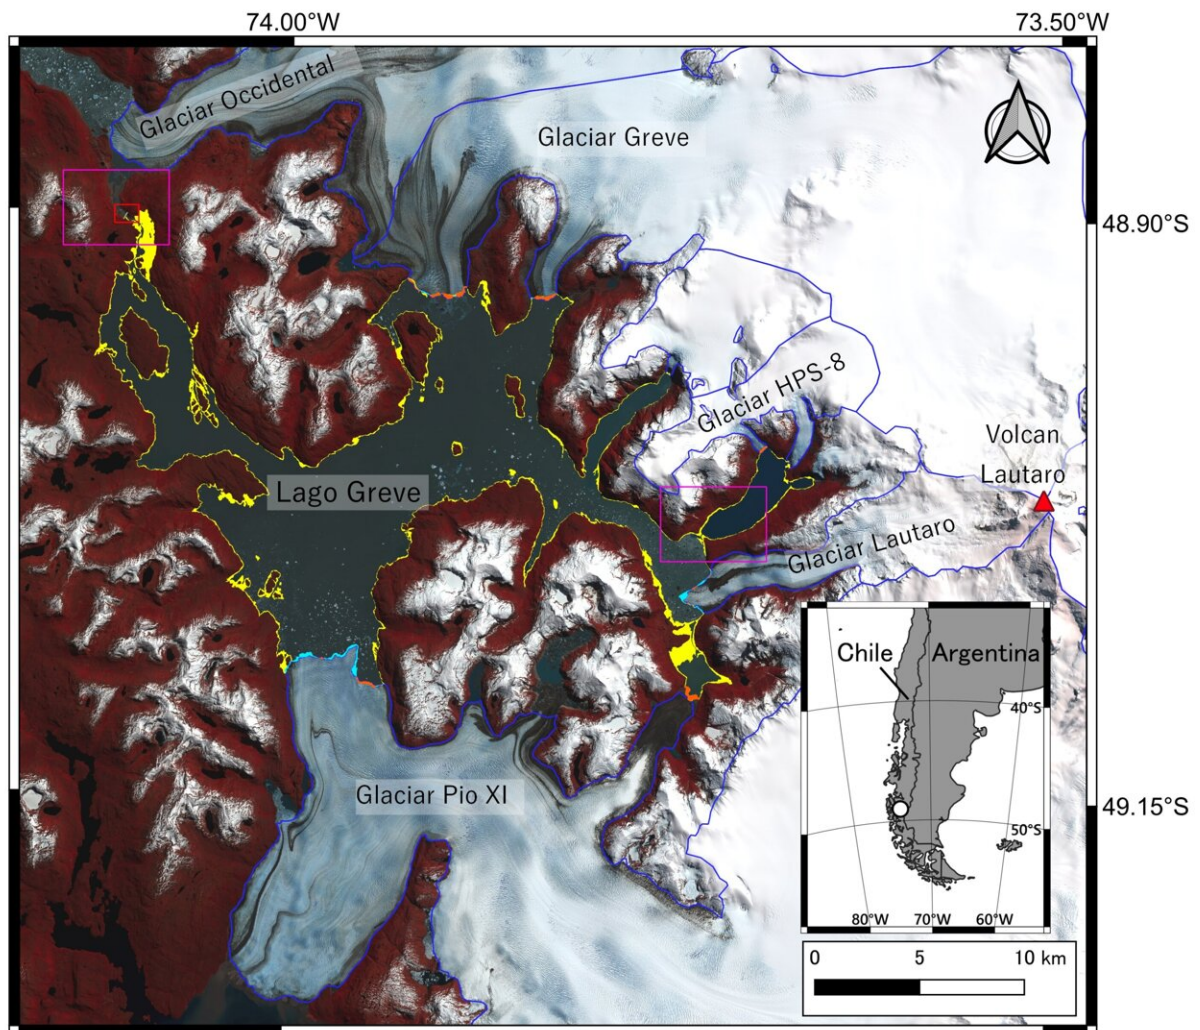 74.00°W
73.50°W
Glaciar Occidental
Glaciar Greve
48.90°S
Glaciar HPS-8
Volcan
Lautaro
Lago Greve
Glaciar Lautaro
Chile
Argentina
40°S
Glaciar Pio XI
49.15°S
50°S
80°W
70°W
60°W
0
5
10 km